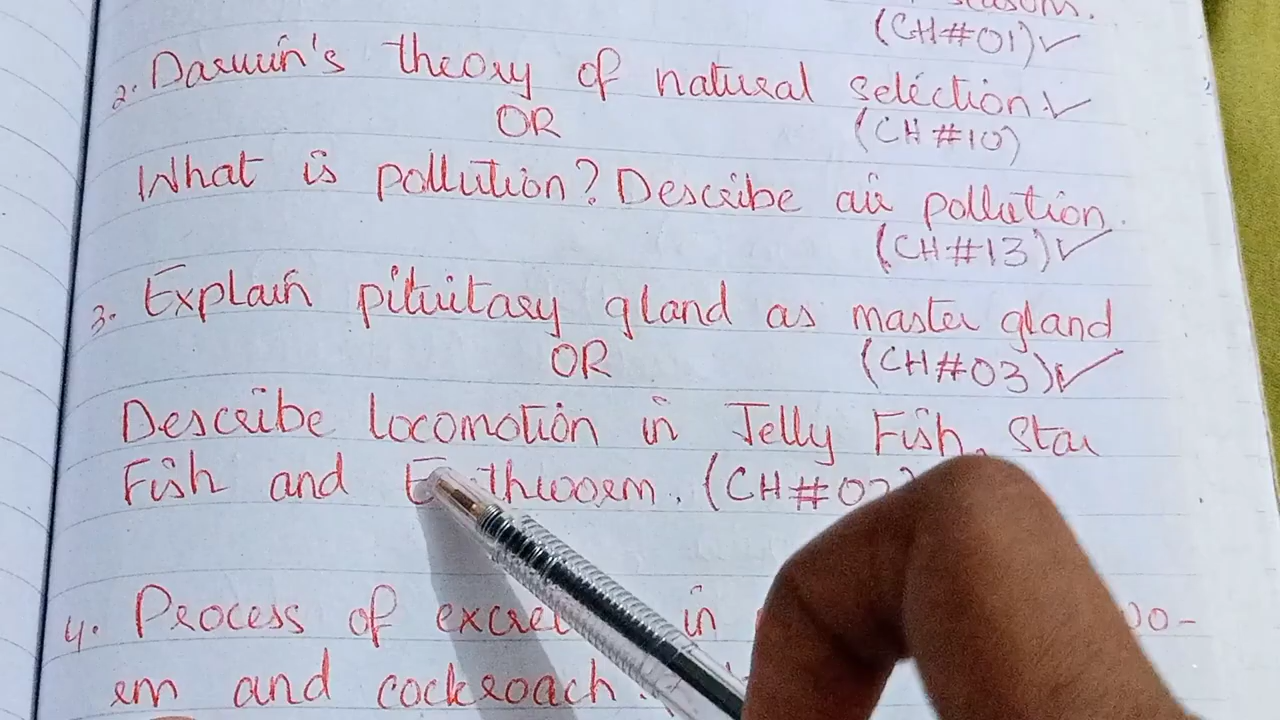 (CH#01)✓
2. Darwin's theory of natural selection.✓
OR (CH#10)
What is pollution? Describe air pollution.
(CH#13)✓
3. Explain pituitary gland as master gland
OR (CH#03)✓
Describe locomotion in Jelly Fish, Star
Fish and (CH#02)
4. Process of in
em and cockroach.